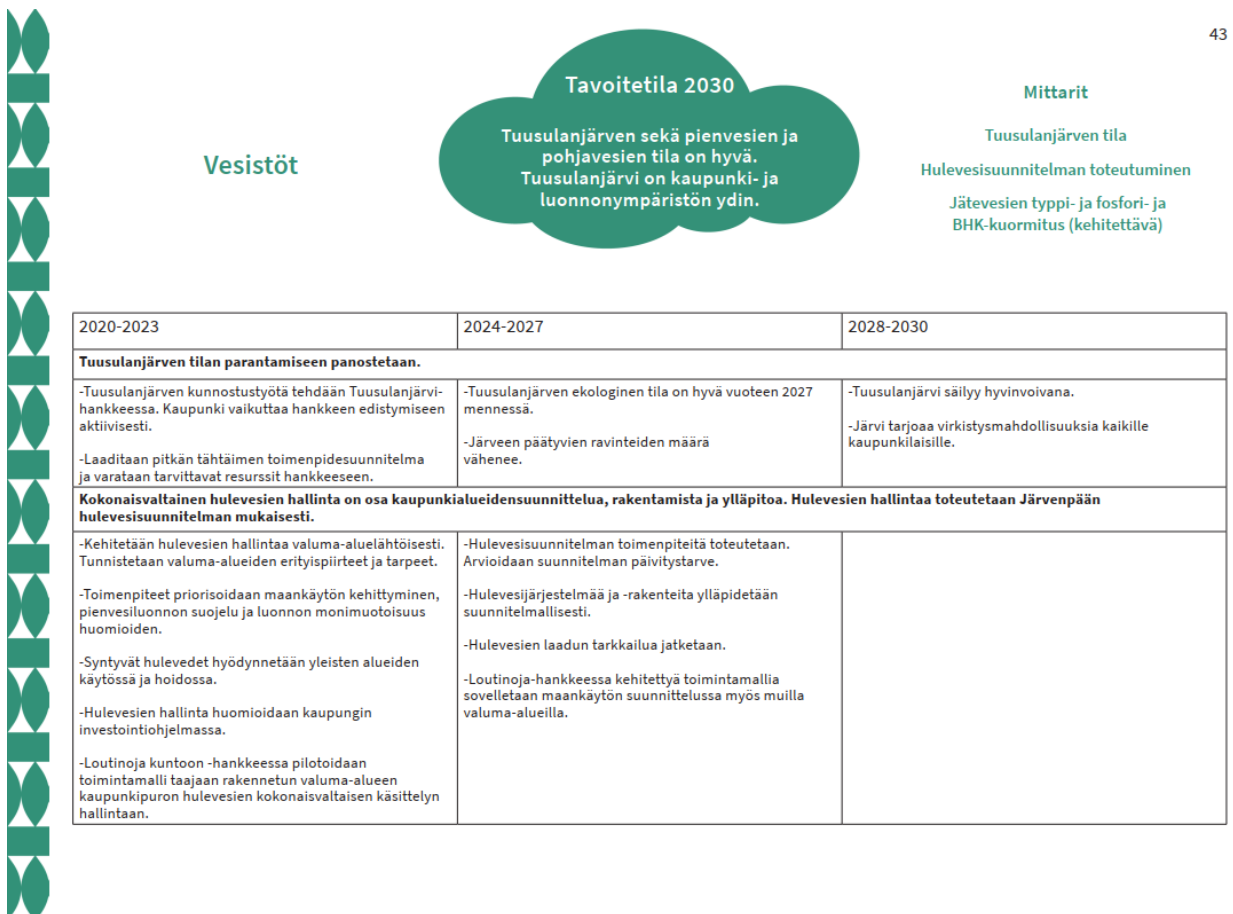 43
Vesistöt
Tavoitetila 2030
Tuusulanjärven sekä pienvesien ja
pohjavesien tila on hyvä.
Tuusulanjärvi on kaupunki- ja
luonnonympäristön ydin.
Mittarit
Tuusulanjärven tila
Hulevesisuunnitelman toteutuminen
Jätevesien typpi- ja fosfori- ja
BHK-kuormitus (kehitettävä)
2020-2023
2024-2027
2028-2030
Tuusulanjärven tilan parantamiseen panostetaan.
-Tuusulanjärven kunnostustyötä tehdään Tuusulanjärvi-
hankkeessa. Kaupunki vaikuttaa hankkeen edistymiseen
aktiivisesti.
-Laaditaan pitkän tähtäimen toimenpidesuunnitelma
ja varataan tarvittavat resurssit hankkeeseen.
-Tuusulanjärven ekologinen tila on hyvä vuoteen 2027
mennessä.
-Järveen päätyvien ravinteiden määrä
vähenee.
-Tuusulanjärvi säilyy hyvinvoivana.
-Järvi tarjoaa virkistysmahdollisuuksia kaikille
kaupunkilaisille.
Kokonaisvaltainen hulevesien hallinta on osa kaupunkialueidensuunnittelua, rakentamista ja ylläpitoa. Hulevesien hallintaa toteutetaan Järvenpään
hulevesisuunnitelman mukaisesti.
-Kehitetään hulevesien hallintaa valuma-aluelähtöisesti.
Tunnistetaan valuma-alueiden erityispiirteet ja tarpeet.
-Toimenpiteet priorisoidaan maankäytön kehittyminen,
pienvesiluonnon suojelu ja luonnon monimuotoisuus
huomioiden.
-Syntyvät hulevedet hyödynnetään yleisten alueiden
käytössä ja hoidossa.
-Hulevesien hallinta huomioidaan kaupungin
investointiohjelmassa.
-Loutinoja kuntoon -hankkeessa pilotoidaan
toimintamalli taajaan rakennetun valuma-alueen
kaupunkipuron hulevesien kokonaisvaltaisen käsittelyn
hallintaan.
-Hulevesisuunnitelman toimenpiteitä toteutetaan.
Arvioidaan suunnitelman päivitystarve.
-Hulevesijärjestelmää ja -rakenteita ylläpidetään
suunnitelmallisesti.
-Hulevesien laadun tarkkailua jatketaan.
-Loutinoja-hankkeessa kehitettyä toimintamallia
sovelletaan maankäytön suunnittelussa myös muilla
valuma-alueilla.